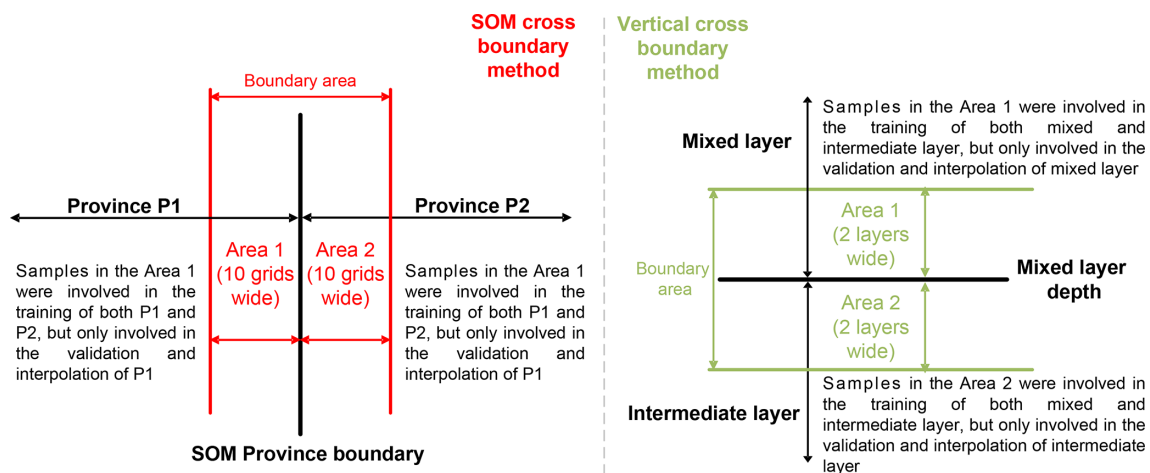 SOM cross
boundary
method
Boundary area
Province P1
Province P2
Area 1
(10 grids
wide)
Area 2
(10 grids
wide)
Samples in the Area 1
were involved in the
training of both P1 and
P2, but only involved in
the validation and
interpolation of P1
Samples in the Area 1
were involved in the
training of both P1 and
P2, but only involved in
the validation and
interpolation of P1
SOM Province boundary
Vertical cross
boundary
method
Mixed layer
Samples in the Area 1 were involved in
the training of both mixed and
intermediate layer, but only involved in the
validation and interpolation of mixed layer
Area 1
(2 layers
wide)
Boundary
area
Mixed layer
depth
Area 2
(2 layers
wide)
Intermediate layer
Samples in the Area 2 were involved in
the training of both mixed and
intermediate layer, but only involved in the
validation and interpolation of intermediate
layer